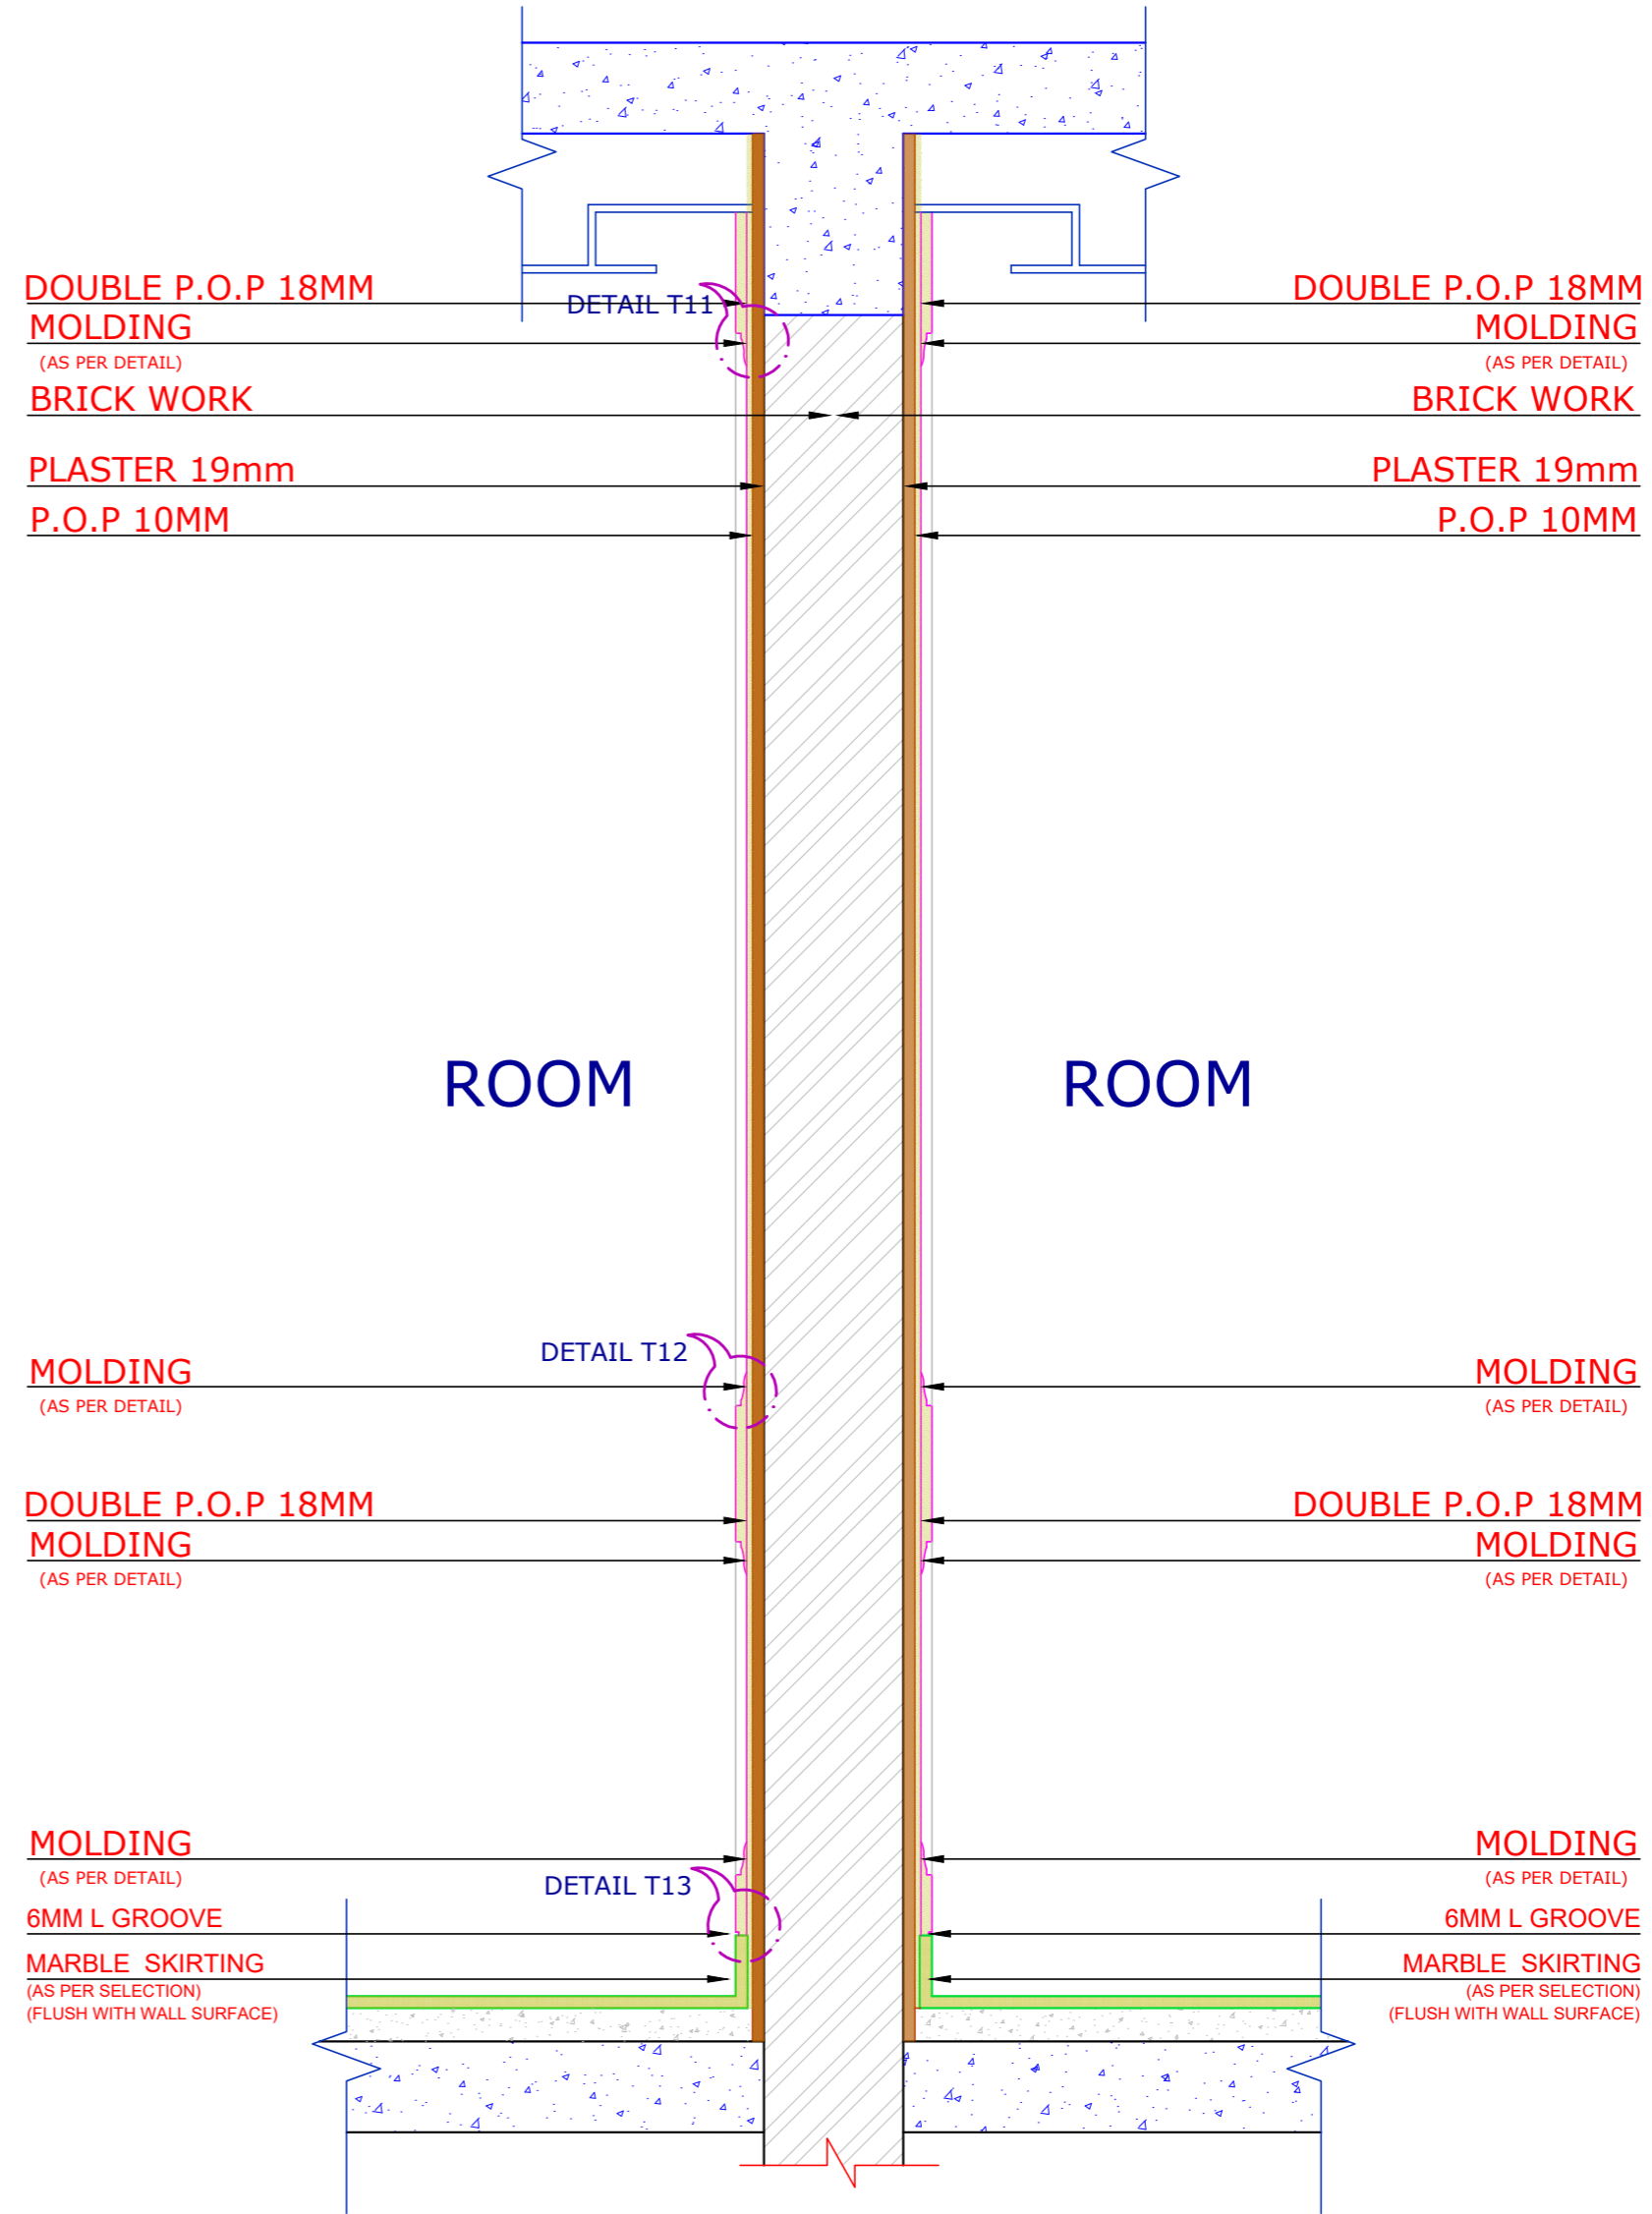 DOUBLE P.O.P 18MM
DETAIL T11
DOUBLE P.O.P 18MM
MOLDING
MOLDING
(AS PER DETAIL)
(AS PER DETAIL)
BRICK WORK
BRICK WORK
PLASTER 19mm
PLASTER 19mm
P.O.P 10MM
P.O.P 10MM
ROOM
ROOM
DETAIL T12
MOLDING
MOLDING
(AS PER DETAIL)
(AS PER DETAIL)
DOUBLE P.O.P 18MM
DOUBLE P.O.P 18MM
MOLDING
MOLDING
(AS PER DETAIL)
(AS PER DETAIL)
MOLDING
MOLDING
(AS PER DETAIL)
(AS PER DETAIL)
DETAIL T13
6MM L GROOVE
6MM L GROOVE
MARBLE SKIRTING
MARBLE SKIRTING
(AS PER SELECTION)
(AS PER SELECTION)
(FLUSH WITH WALL SURFACE)
(FLUSH WITH WALL SURFACE)